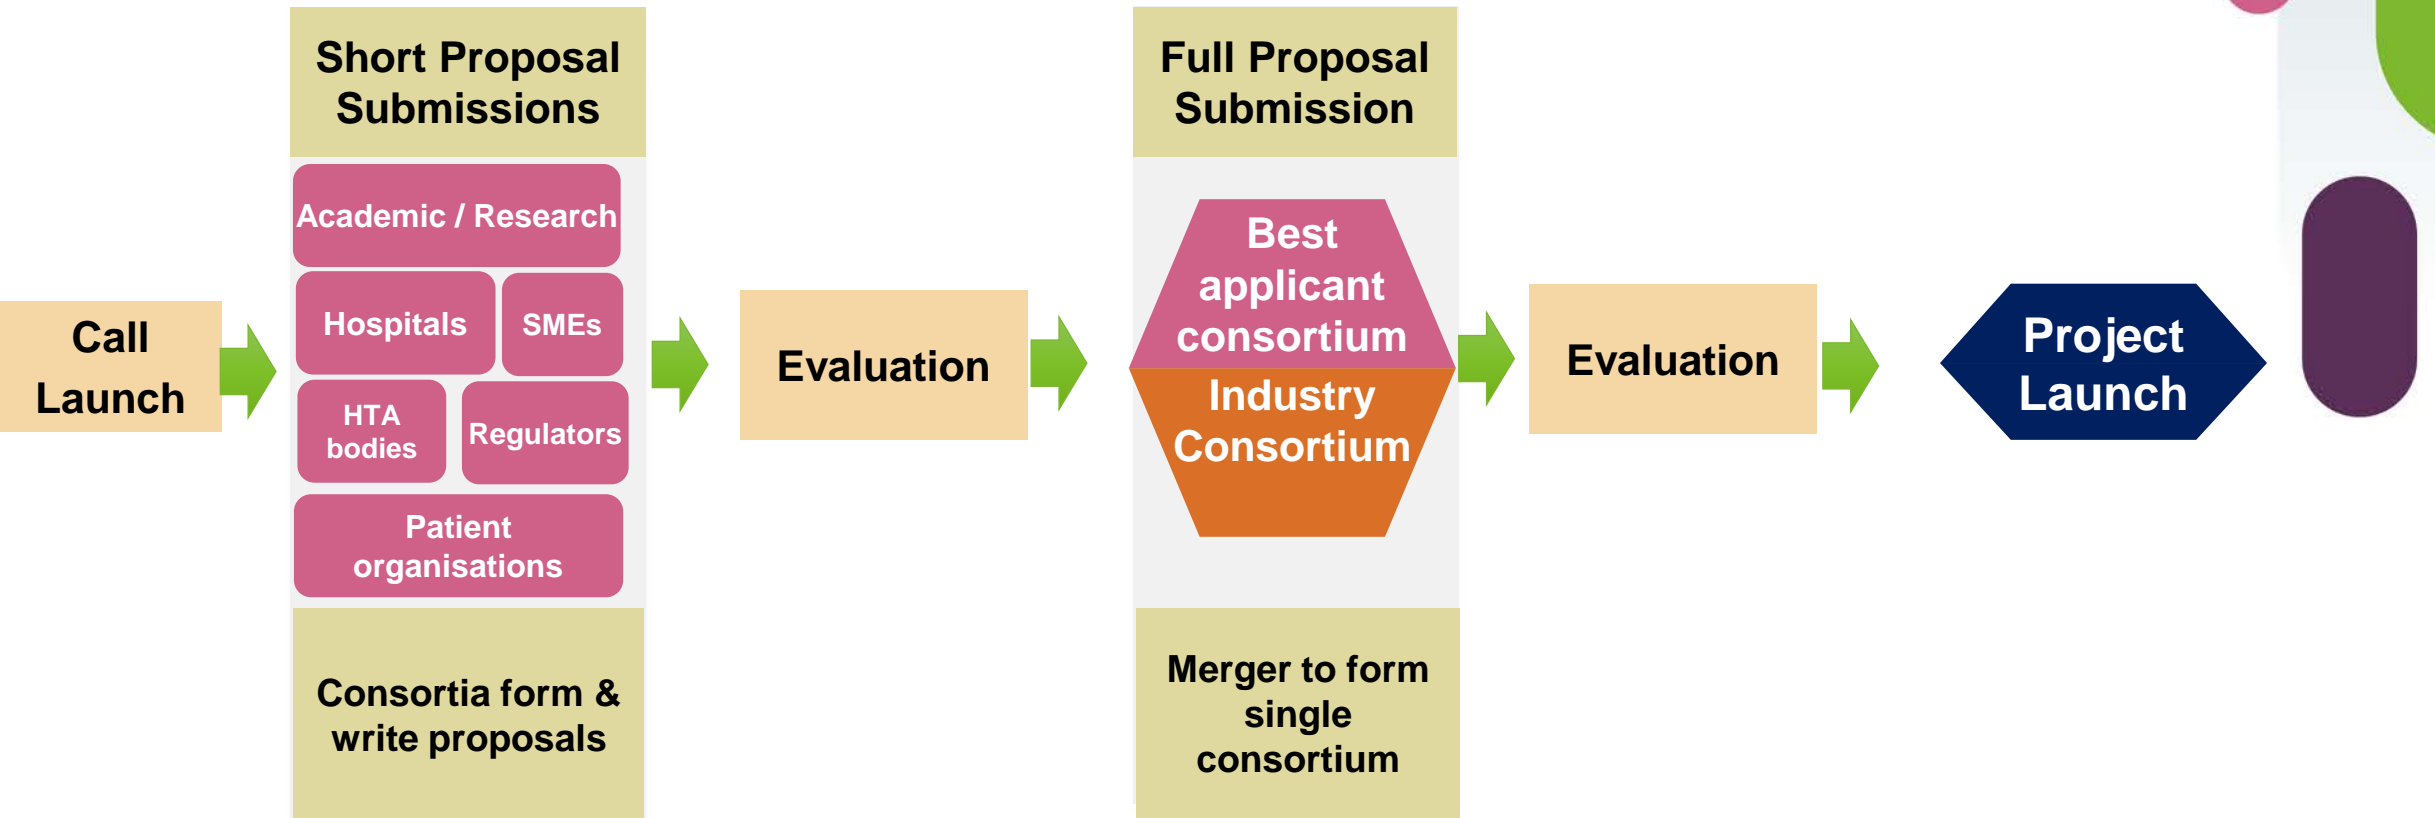 Call
Launch
Short Proposal
Submissions
Academic / Research
Hospitals
SMEs
HTA
bodies
Regulators
Patient
organisations
Consortia form &
write proposals
Evaluation
Full Proposal
Submission
Best
applicant
consortium
Industry
Consortium
Merger to form
single
consortium
Evaluation
Project
Launch